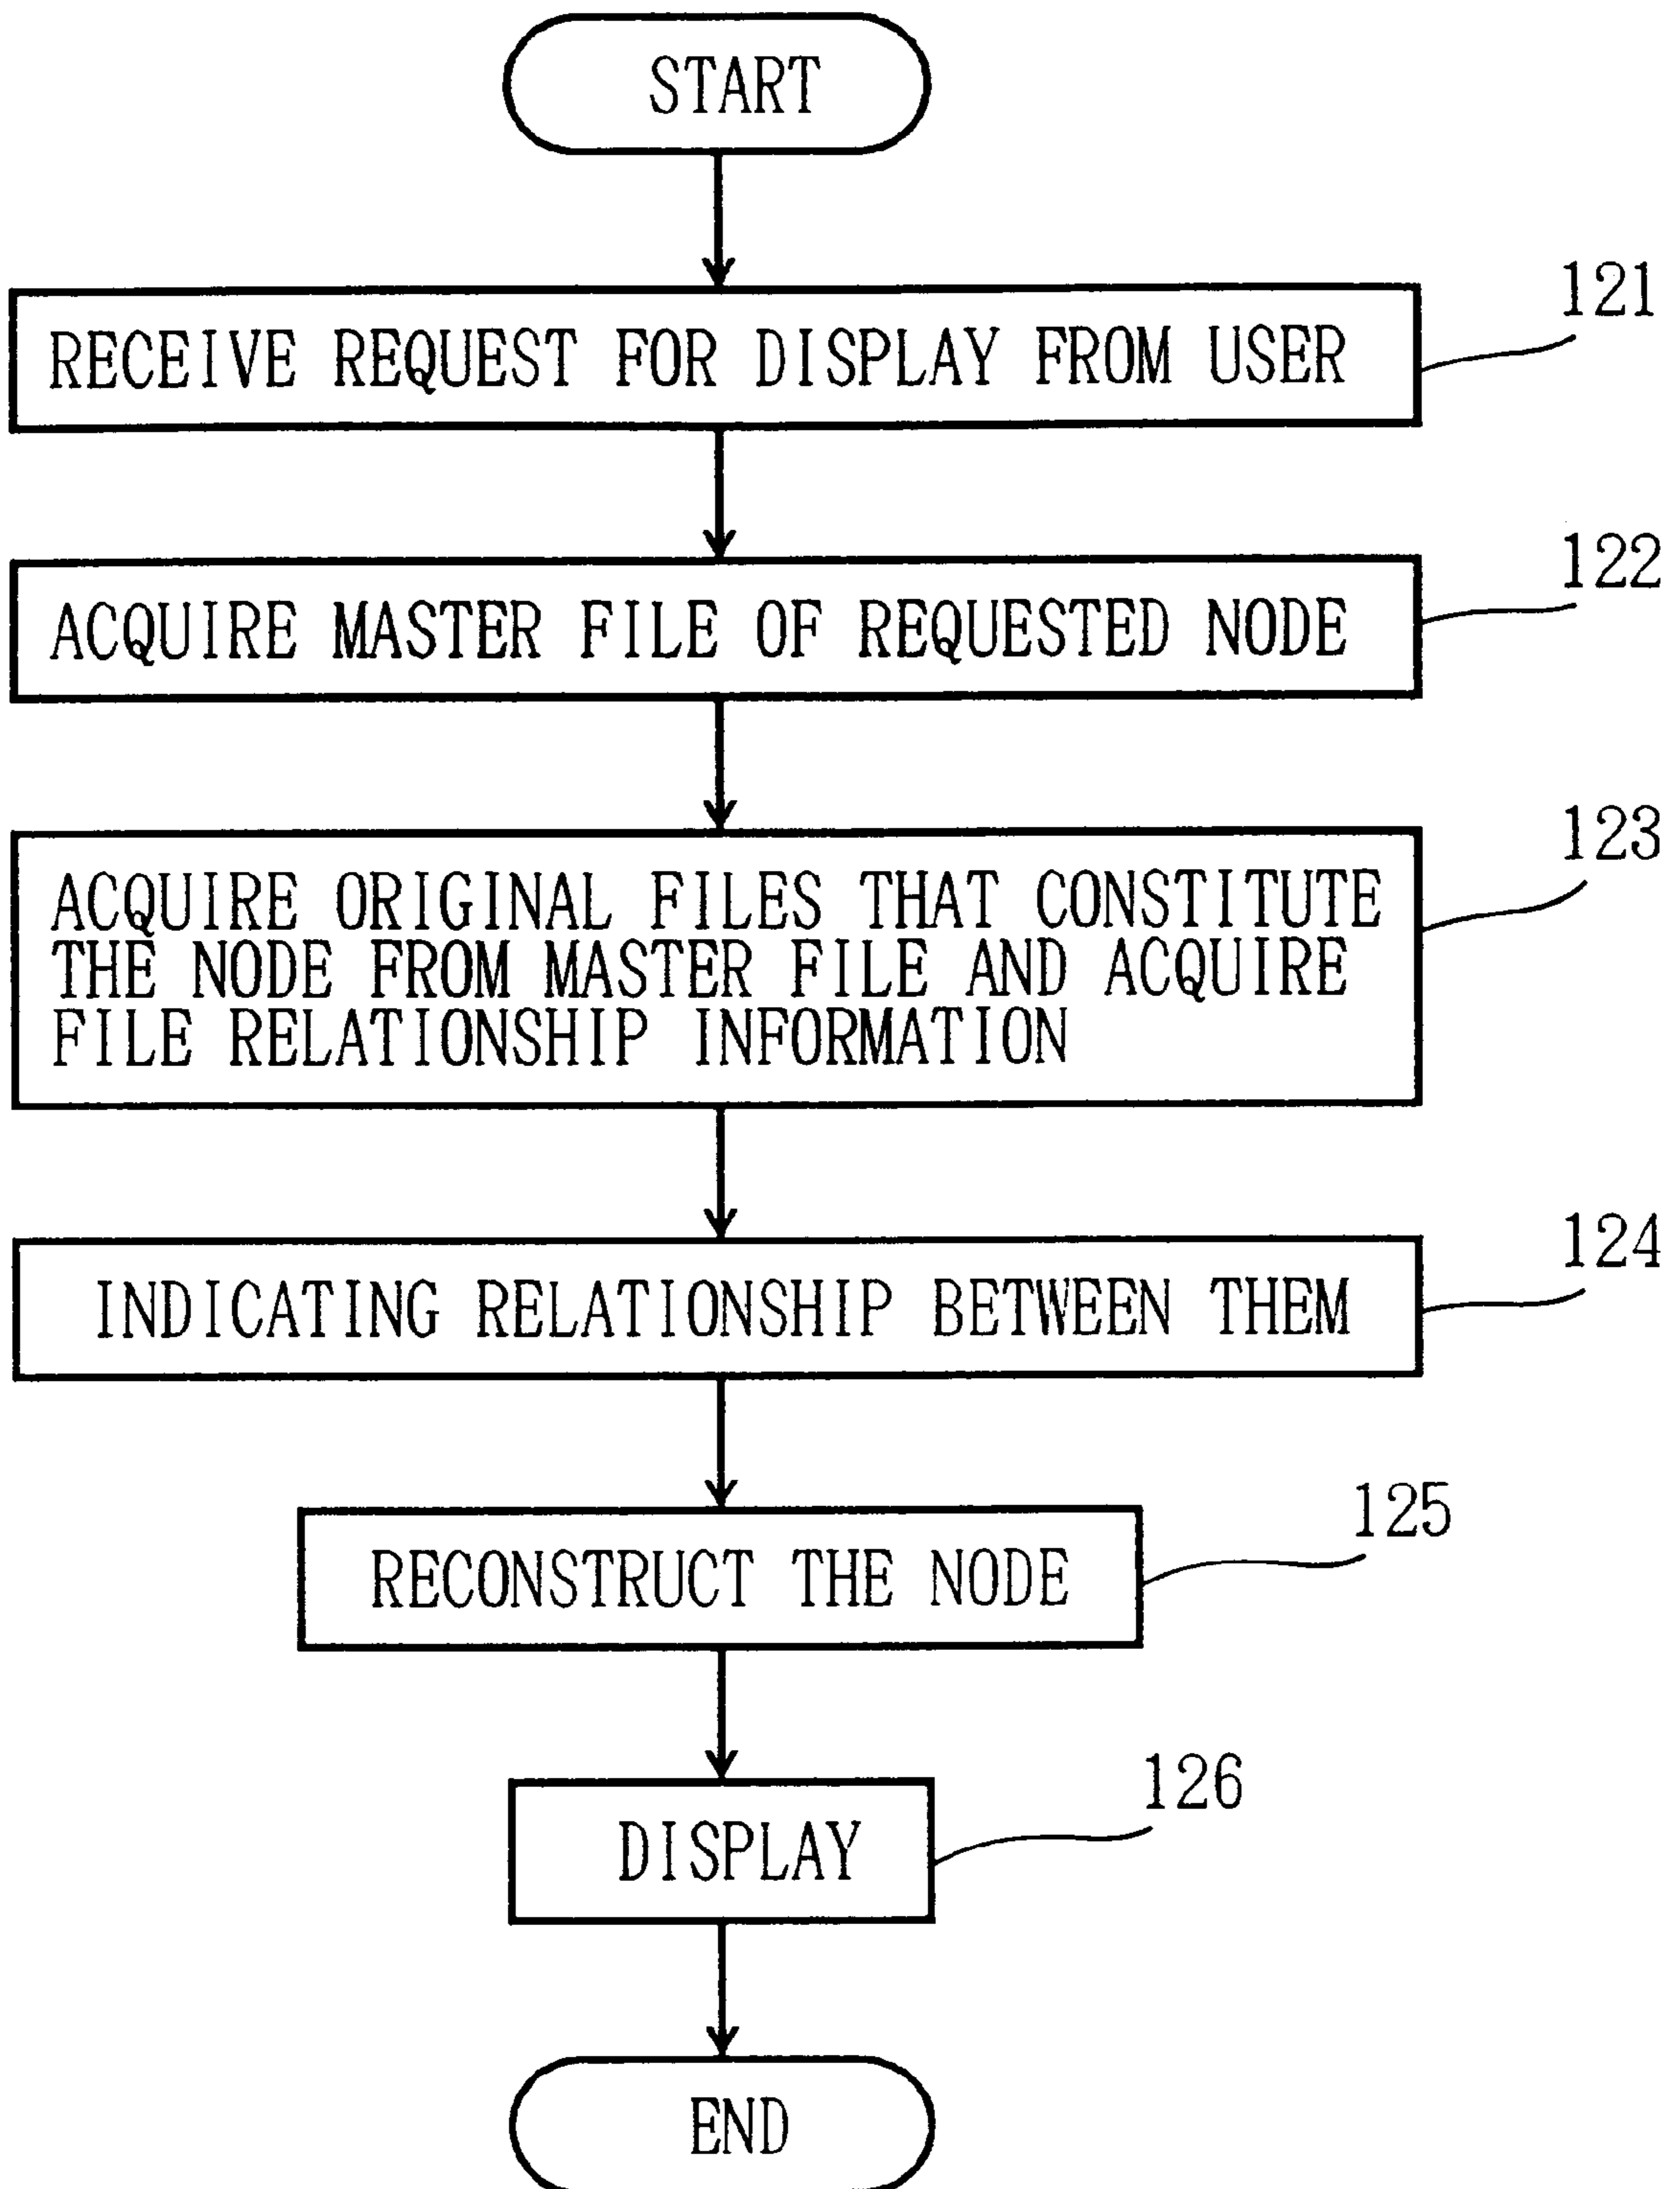 START
RECEIVE REQUEST FOR DISPLAY FROM USER
121
ACQUIRE MASTER FILE OF REQUESTED NODE
122
ACQUIRE ORIGINAL FILES THAT CONSTITUTE
THE NODE FROM MASTER FILE AND ACQUIRE
FILE RELATIONSHIP INFORMATION
123
INDICATING RELATIONSHIP BETWEEN THEM
124
RECONSTRUCT THE NODE
125
DISPLAY
126
END